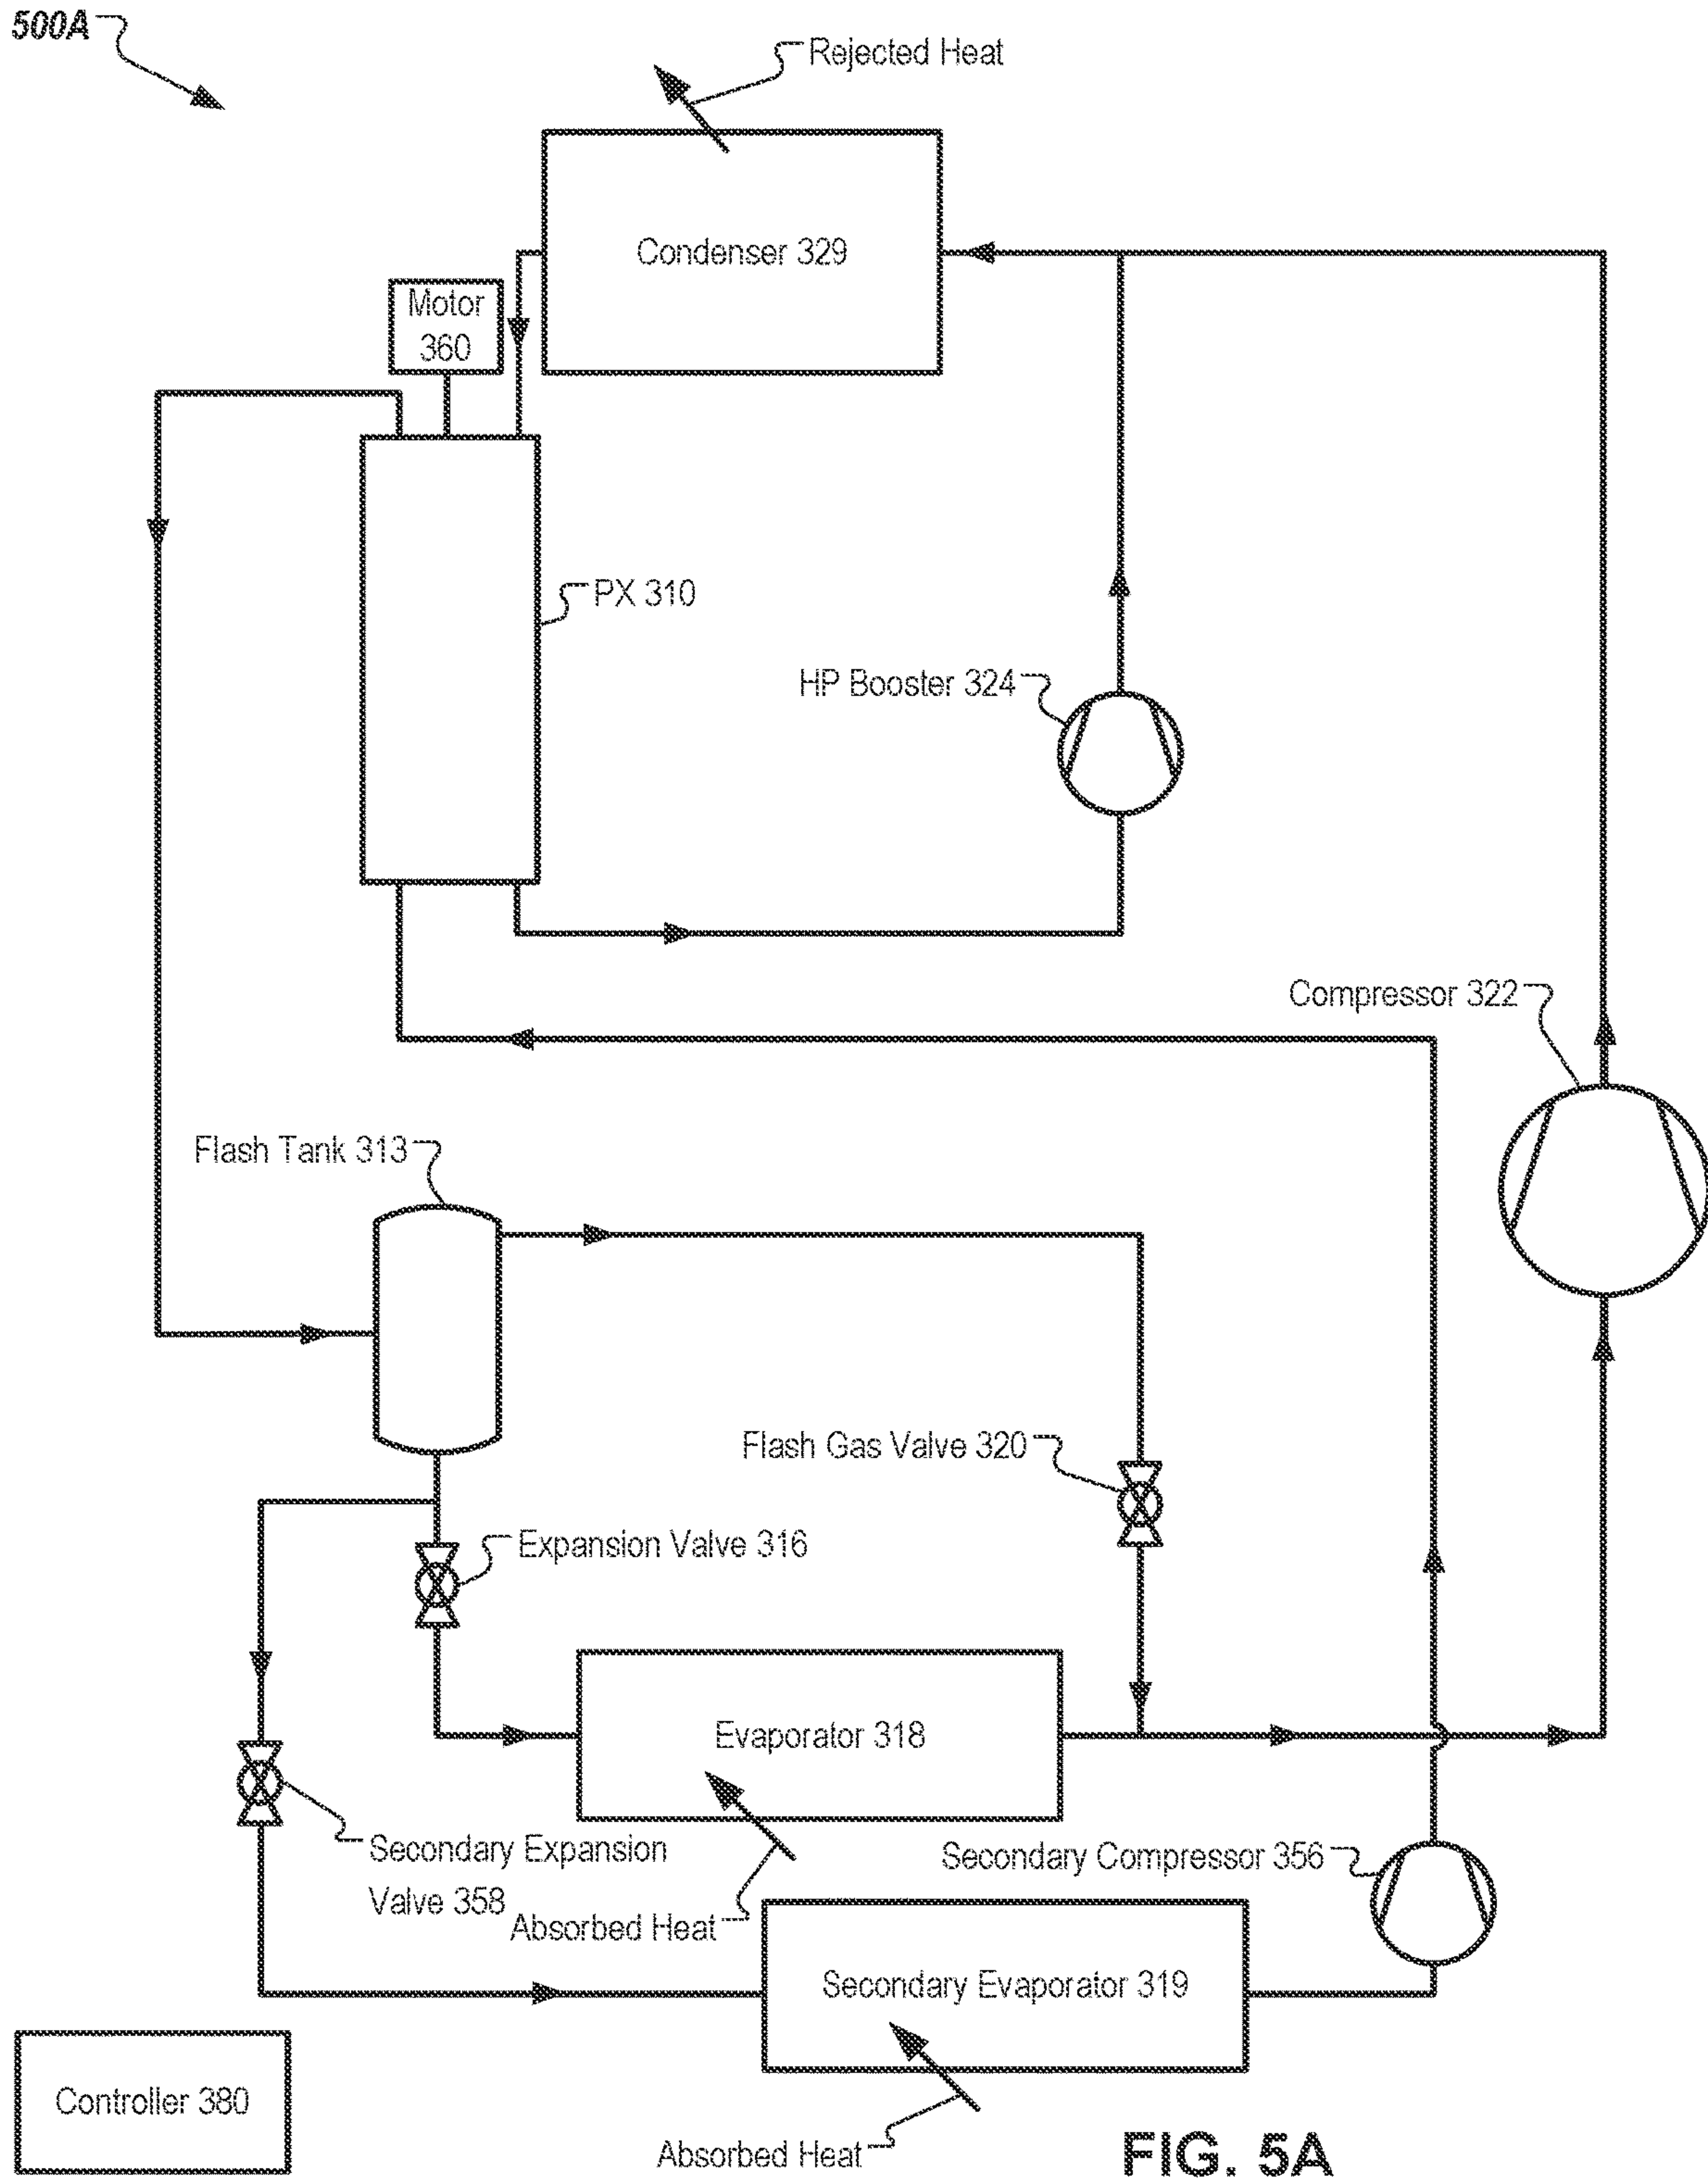 500A
Rejected Heat
Condenser 329
Motor
360
PX 310
HP Booster 324
Compressor 322
Flash Tank 313
Flash Gas Valve 320
Expansion Valve 316
Evaporator 318
Secondary Expansion
Valve 358
Secondary Compressor 356
Absorbed Heat
Secondary Evaporator 319
Controller 380
Absorbed Heat
FIG. 5A